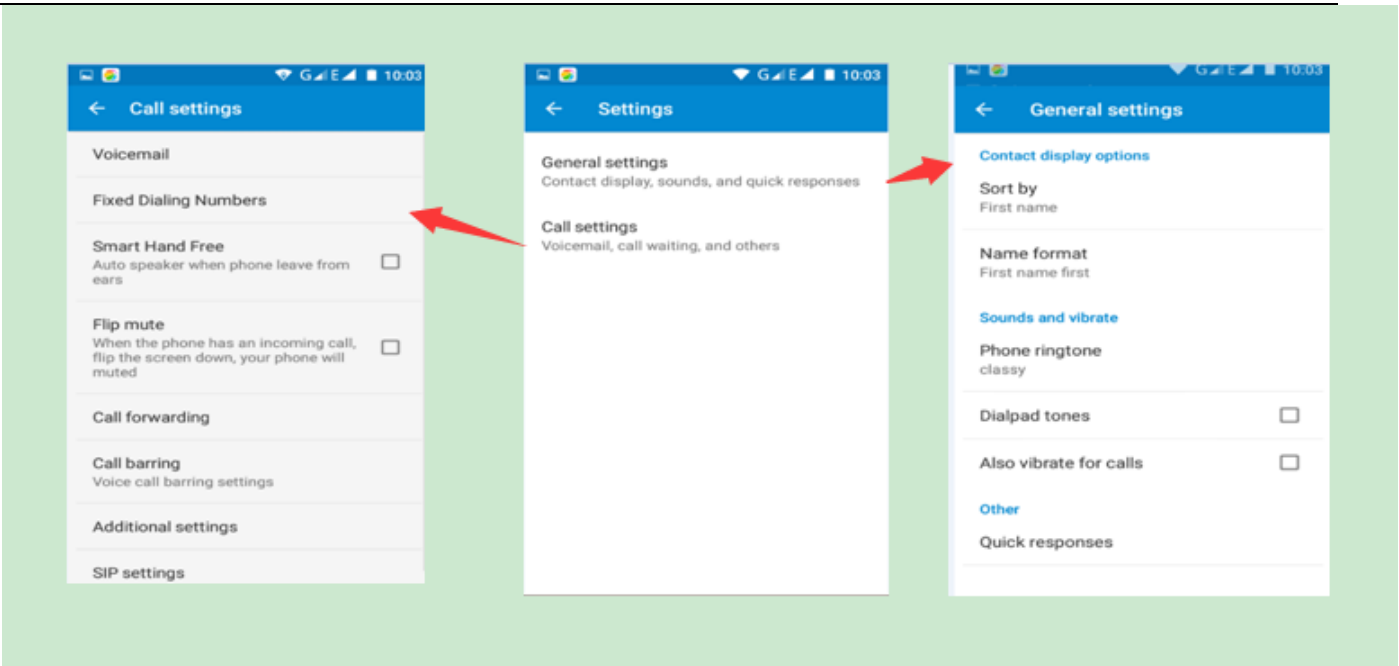 G E 10:03
Call settings
Voicemail
Fixed Dialing Numbers
Smart Hand Free
Auto speaker when phone leave from
ears
Flip mute
When the phone has an incoming call,
flip the screen down, your phone will
muted
Call forwarding
Call barring
Voice call barring settings
Additional settings
SIP settings
G E 10:03
Settings
General settings
Contact display, sounds, and quick responses
Call settings
Voicemail, call waiting, and others
G E 10:03
General settings
Contact display options
Sort by
First name
Name format
First name first
Sounds and vibrate
Phone ringtone
classy
Dialpad tones
Also vibrate for calls
Other
Quick responses